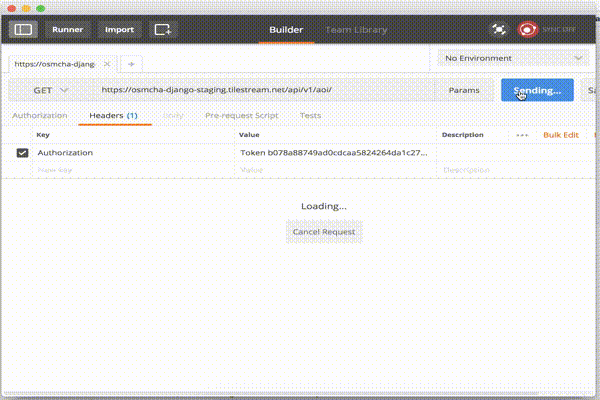 Runner Import Builder Team Library SYNC OFF
https://osmcha-djang No Environment
GET https://osmcha-django-staging.tilestream.net/api/v1/aoi/ Params Sending... Sa
Authorization Headers (1) Body Pre-request Script Tests
Key Value Description Bulk Edit
Authorization Token b078a88749ad0cdcaa5824264da1c27...
New key Value Description
Loading...
Cancel Request